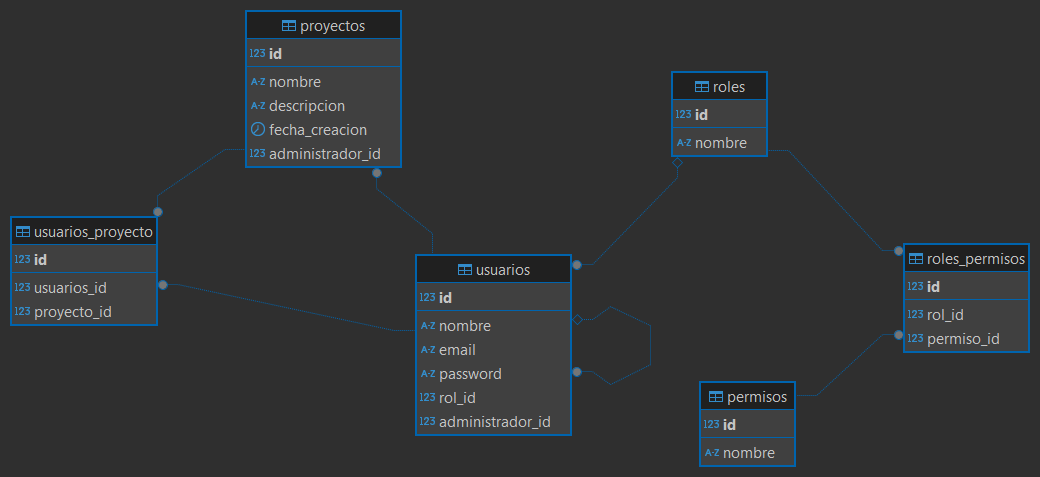 proyectos
123 id
A-Z nombre
A-Z descripcion
fecha_creacion
123 administrador_id
roles
123 id
A-Z nombre
usuarios_proyecto
123 id
123 usuarios_id
123 proyecto_id
usuarios
123 id
A-Z nombre
A-Z email
A-Z password
123 rol_id
123 administrador_id
roles_permisos
123 id
123 rol_id
123 permiso_id
permisos
123 id
A-Z nombre